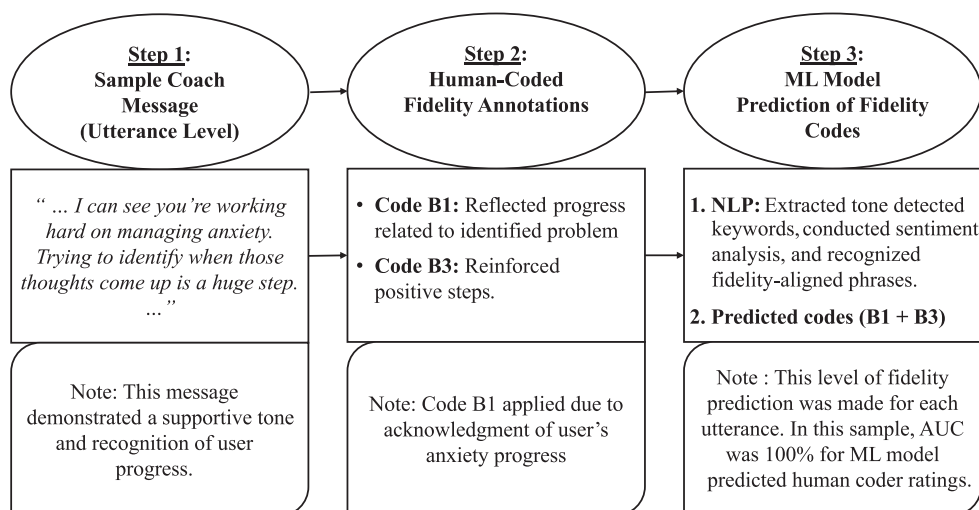 Step 1:
Sample Coach
Message
(Utterance Level)
Step 2:
Human-Coded
Fidelity Annotations
Step 3:
ML Model
Prediction of Fidelity
Codes
“ ... I can see you’re working
hard on managing anxiety.
Trying to identify when those
thoughts come up is a huge step.
...”
• Code B1: Reflected progress
related to identified problem
• Code B3: Reinforced
positive steps.
1. NLP: Extracted tone detected
keywords, conducted sentiment
analysis, and recognized
fidelity-aligned phrases.
2. Predicted codes (B1 + B3)
Note: This message
demonstrated a supportive tone
and recognition of user
progress.
Note: Code B1 applied due to
acknowledgment of user’s
anxiety progress
Note : This level of fidelity
prediction was made for each
utterance. In this sample, AUC
was 100% for ML model
predicted human coder ratings.